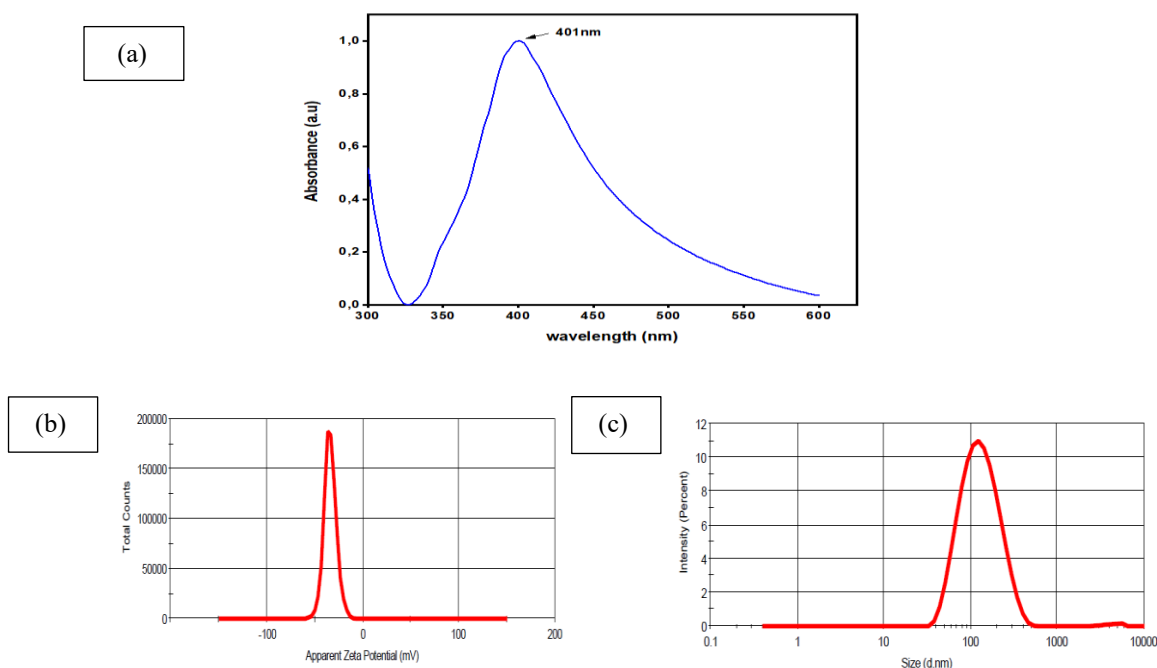 (a)
401nm
1,0
0,8
0,6
0,4
0,2
0,0
Absorbance (a.u)
300 350 400 450 500 550 600
wavelength (nm)
(b)
200000
150000
100000
50000
0
Total Counts
-100 0 100 200
Apparent Zeta Potential (mV)
(c)
12
10
8
6
4
2
0
Intensity (Percent)
0.1 1 10 100 1000 10000
Size (d.nm)